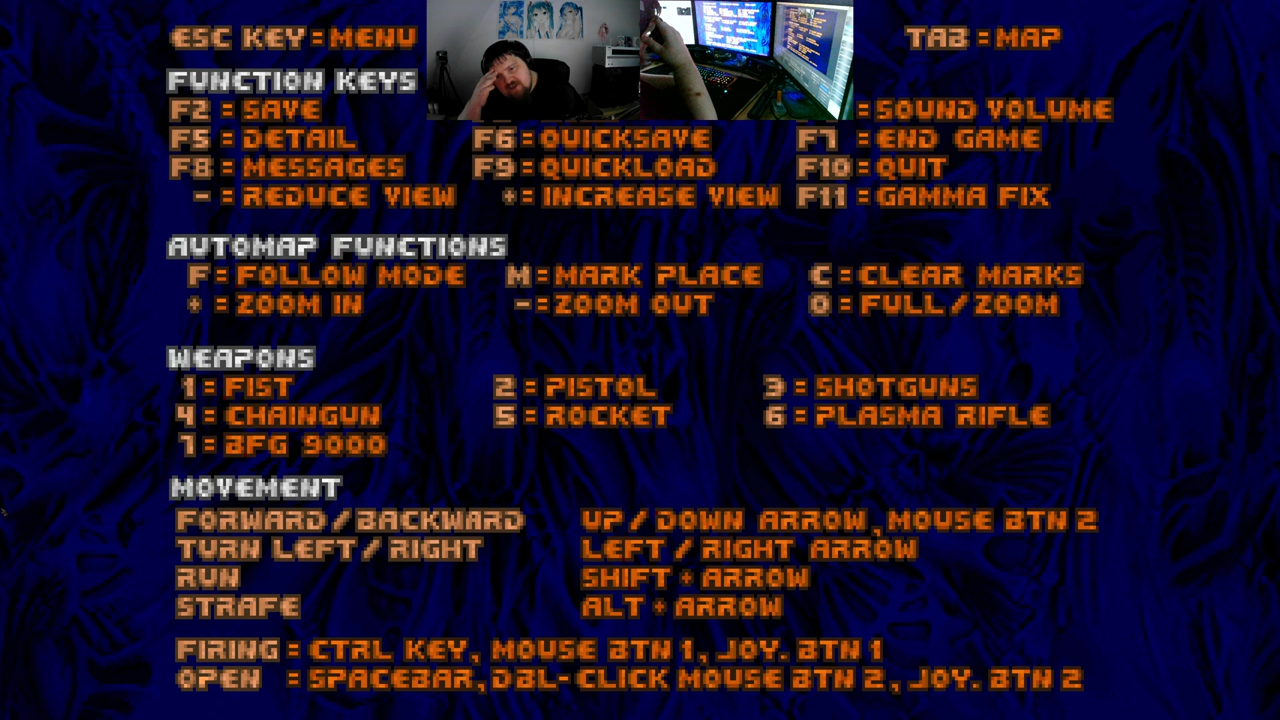 ESC KEY = MENU TAB = MAP
FUNCTION KEYS
F2 = SAVE = SOUND VOLUME
F5 = DETAIL F6 = QUICKSAVE F7 = END GAME
F8 = MESSAGES F9 = QUICKLOAD F10 = QUIT
- = REDUCE VIEW + = INCREASE VIEW F11 = GAMMA FIX
AUTOMAP FUNCTIONS
F = FOLLOW MODE M = MARK PLACE C = CLEAR MARKS
+ = ZOOM IN - = ZOOM OUT 0 = FULL/ZOOM
WEAPONS
1 = FIST 2 = PISTOL 3 = SHOTGUNS
4 = CHAINGUN 5 = ROCKET 6 = PLASMA RIFLE
7 = BFG 9000
MOVEMENT
FORWARD/BACKWARD UP/DOWN ARROW, MOUSE BTN 2
TURN LEFT/RIGHT LEFT/RIGHT ARROW
RUN SHIFT + ARROW
STRAFE ALT + ARROW
FIRING = CTRL KEY, MOUSE BTN 1, JOY. BTN 1
OPEN = SPACEBAR, DBL-CLICK MOUSE BTN 2, JOY. BTN 2